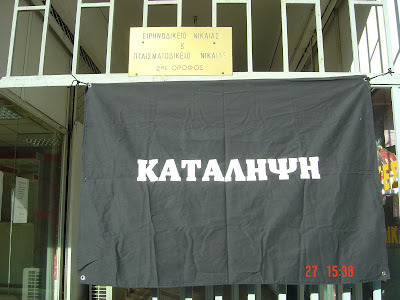 ΕΙΡΗΝΟΔΙΚΕΙΟ ΝΙΚΑΙΑΣ
&
ΠΤΑΙΣΜΑΤΟΔΙΚΕΙΟ ΝΙΚΑΙΑΣ
2ος ΟΡΟΦΟΣ
ΚΑΤΑΛΗΨΗ
27 15:38